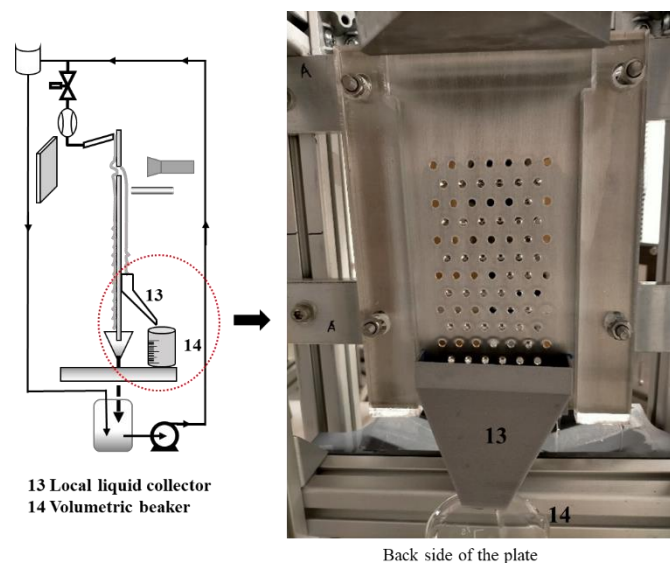 13
14
13 Local liquid collector
14 Volumetric beaker
A
A
13
14
Back side of the plate